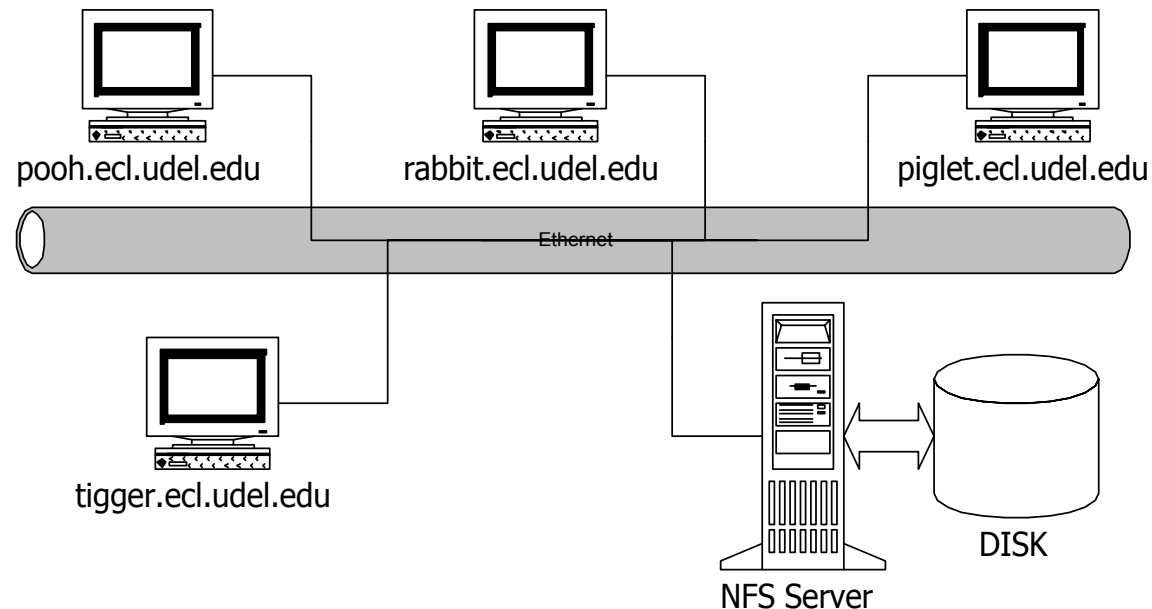 pooh.ecl.udel.edu
rabbit.ecl.udel.edu
piglet.ecl.udel.edu
Ethernet
tigger.ecl.udel.edu
DISK
NFS Server